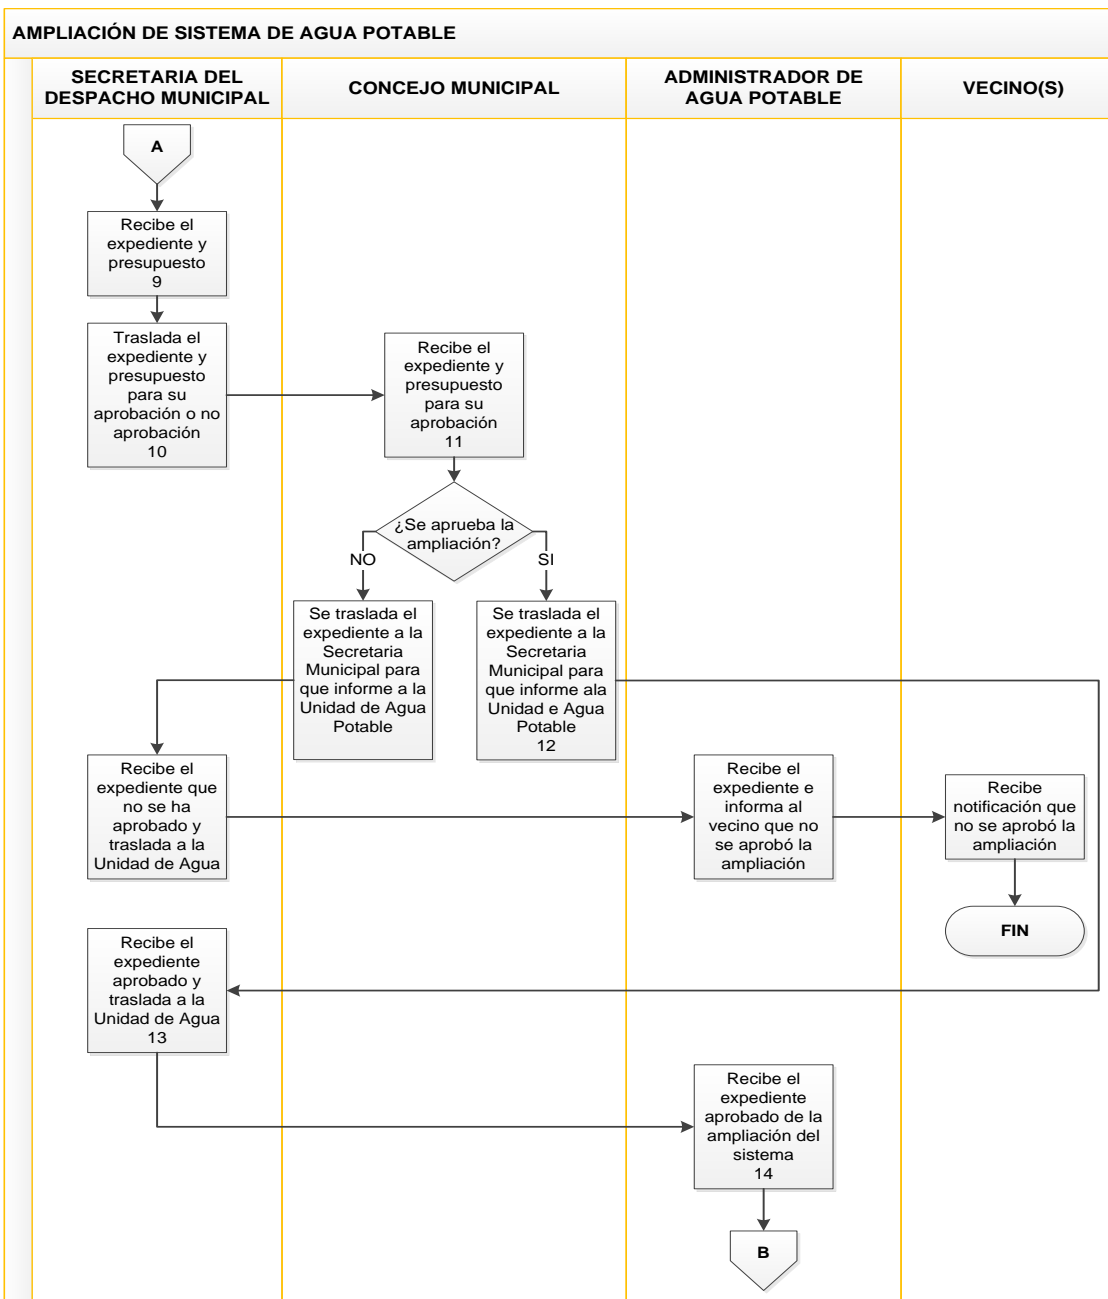 AMPLIACIÓN DE SISTEMA DE AGUA POTABLE
SECRETARIA DEL
DESPACHO MUNICIPAL
CONCEJO MUNICIPAL
ADMINISTRADOR DE
AGUA POTABLE
VECINO(S)
A
Recibe el
expediente y
presupuesto
9
Traslada el
expediente y
presupuesto
para su
aprobación o no
aprobación
10
Recibe el
expediente y
presupuesto
para su
aprobación
11
¿Se aprueba la
ampliación?
NO
SI
Se traslada el
expediente a la
Secretaria
Municipal para
que informe a la
Unidad de Agua
Potable
Se traslada el
expediente a la
Secretaria
Municipal para
que informe ala
Unidad e Agua
Potable
12
Recibe el
expediente que
no se ha
aprobado y
traslada a la
Unidad de Agua
Recibe el
expediente e
informa al
vecino que no
se aprobó la
ampliación
Recibe
notificación que
no se aprobó la
ampliación
FIN
Recibe el
expediente
aprobado y
traslada a la
Unidad de Agua
13
Recibe el
expediente
aprobado de la
ampliación del
sistema
14
B